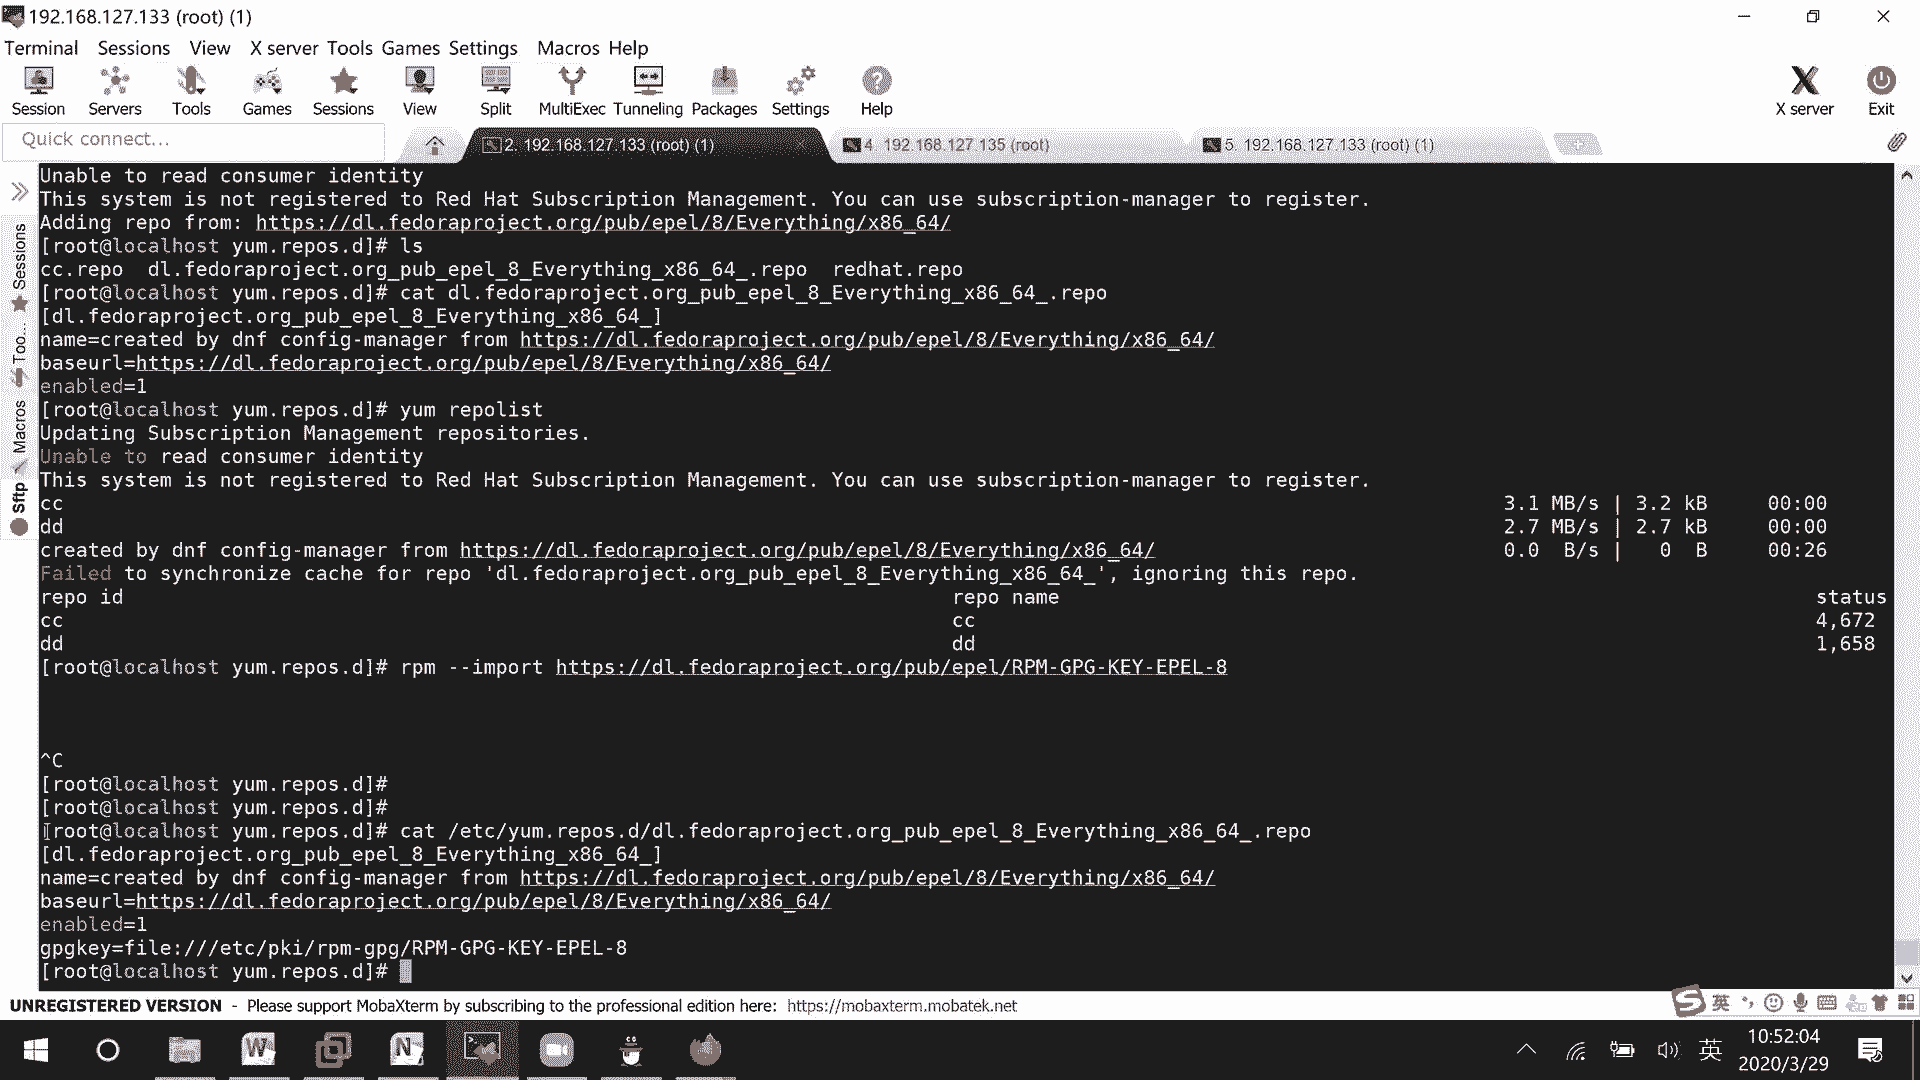 192.168.127.133 (root) (1)
Terminal Sessions View X server Tools Games Settings Macros Help
Session Servers Tools Games Sessions View Split MultiExec Tunneling Packages Settings Help X server Exit
Quick connect...
2. 192.168.127.133 (root) (1)
4. 192.168.127.135 (root)
5. 192.168.127.133 (root) (1)
Sessions
Too...
Macros
sftp
Unable to read consumer identity
This system is not registered to Red Hat Subscription Management. You can use subscription-manager to register.
Adding repo from: https://dl.fedoraproject.org/pub/epel/8/Everything/x86_64/
[root@localhost yum.repos.d]# ls
cc.repo  dl.fedoraproject.org_pub_epel_8_Everything_x86_64_.repo  redhat.repo
[root@localhost yum.repos.d]# cat dl.fedoraproject.org_pub_epel_8_Everything_x86_64_.repo
[dl.fedoraproject.org_pub_epel_8_Everything_x86_64_]
name=created by dnf config-manager from https://dl.fedoraproject.org/pub/epel/8/Everything/x86_64/
baseurl=https://dl.fedoraproject.org/pub/epel/8/Everything/x86_64/
enabled=1
[root@localhost yum.repos.d]# yum repolist
Updating Subscription Management repositories.
Unable to read consumer identity
This system is not registered to Red Hat Subscription Management. You can use subscription-manager to register.
cc 3.1 MB/s | 3.2 kB 00:00
dd 2.7 MB/s | 2.7 kB 00:00
created by dnf config-manager from https://dl.fedoraproject.org/pub/epel/8/Everything/x86_64/ 0.0  B/s |   0  B 00:26
Failed to synchronize cache for repo 'dl.fedoraproject.org_pub_epel_8_Everything_x86_64_', ignoring this repo.
repo id repo name status
cc cc 4,672
dd dd 1,658
[root@localhost yum.repos.d]# rpm --import https://dl.fedoraproject.org/pub/epel/RPM-GPG-KEY-EPEL-8
^C
[root@localhost yum.repos.d]#
[root@localhost yum.repos.d]#
[root@localhost yum.repos.d]# cat /etc/yum.repos.d/dl.fedoraproject.org_pub_epel_8_Everything_x86_64_.repo
[dl.fedoraproject.org_pub_epel_8_Everything_x86_64_]
name=created by dnf config-manager from https://dl.fedoraproject.org/pub/epel/8/Everything/x86_64/
baseurl=https://dl.fedoraproject.org/pub/epel/8/Everything/x86_64/
enabled=1
gpgkey=file:///etc/pki/rpm-gpg/RPM-GPG-KEY-EPEL-8
[root@localhost yum.repos.d]#
UNREGISTERED VERSION - Please support MobaXterm by subscribing to the professional edition here: https://mobaxterm.mobatek.net
英
英
10:52:04
2020/3/29